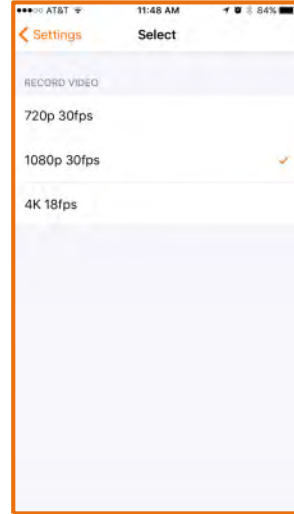 AT&T 11:48 AM 84%
Settings Select
RECORD VIDEO
720p 30fps
1080p 30fps
4K 18fps